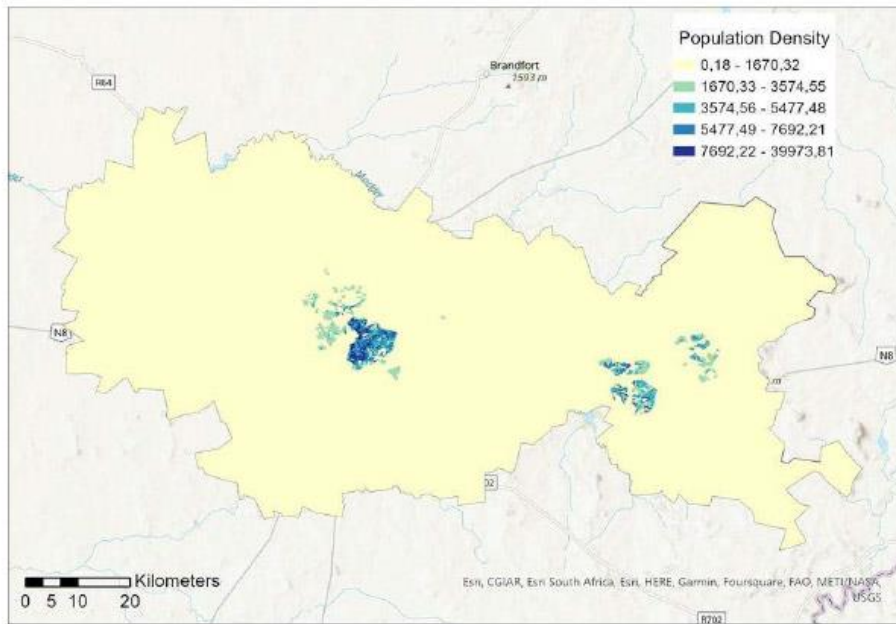 Population Density
0,18 - 1670,32
1670,33 - 3574,55
3574,56 - 5477,48
5477,49 - 7692,21
7692,22 - 39973,81
Brandfort
1593 m
R64
Modder
N8
N8
m
02
Kilometers
0 5 10 20
Esri, CGIAR, Esri South Africa, Esri, HERE, Garmin, Foursquare, FAO, METI/NASA,
USGS
R702